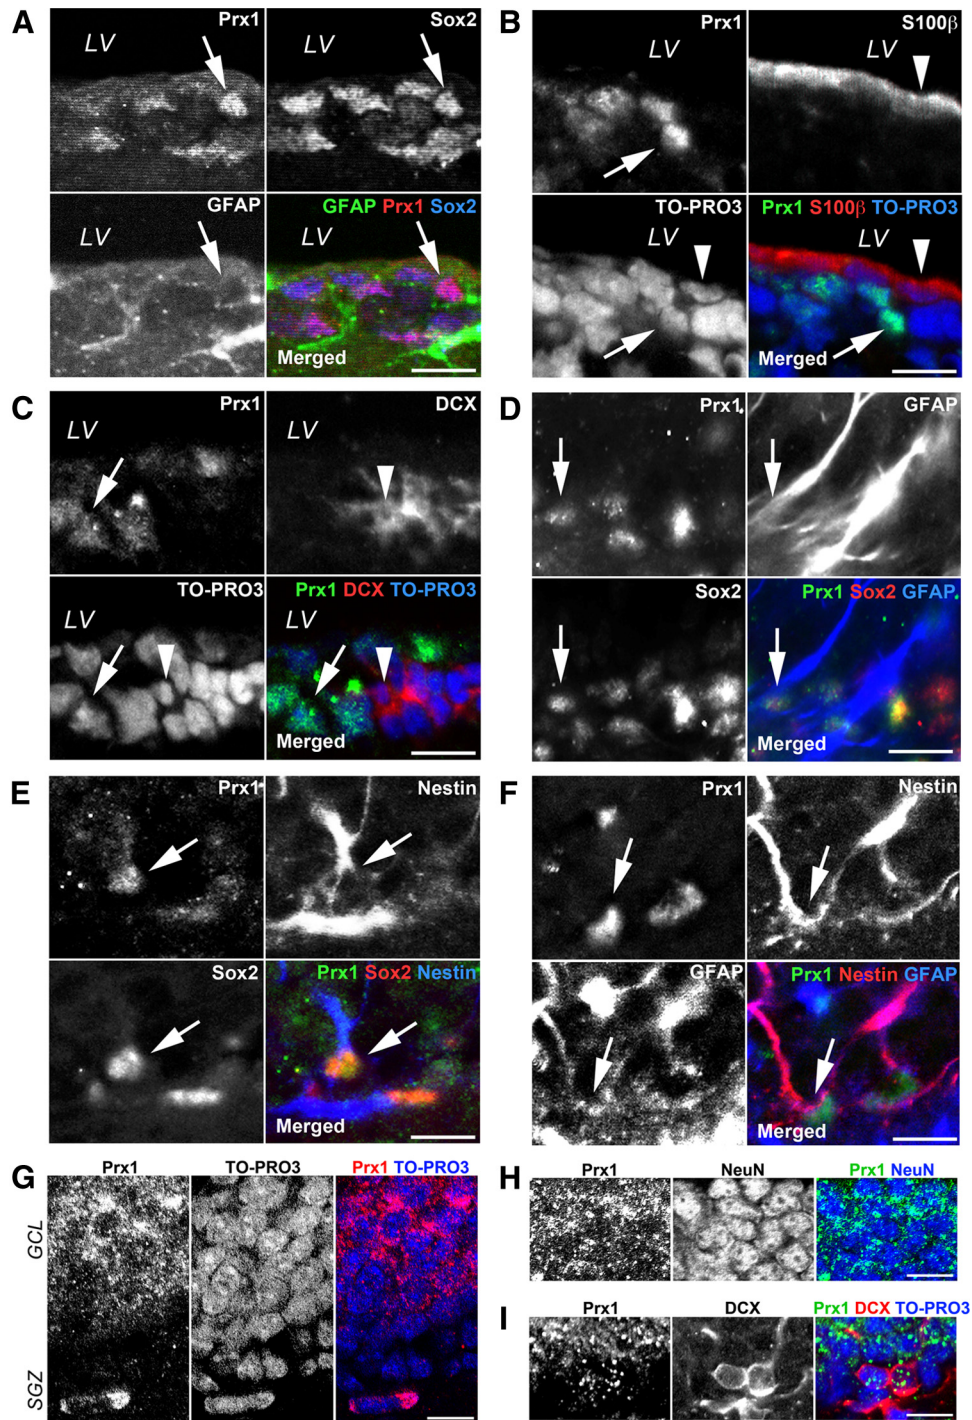 A
Prx1
Sox2
LV
LV
GFAP
GFAP Prx1 Sox2
LV
LV
Merged
B
Prx1
S100β
LV
LV
TO-PRO3
Prx1 S100β TO-PRO3
LV
LV
Merged
C
Prx1
DCX
LV
LV
TO-PRO3
Prx1 DCX TO-PRO3
LV
LV
Merged
D
Prx1
GFAP
Sox2
Prx1 Sox2 GFAP
Merged
E
Prx1
Nestin
Sox2
Prx1 Sox2 Nestin
Merged
F
Prx1
Nestin
GFAP
Prx1 Nestin GFAP
Merged
G
Prx1
TO-PRO3
Prx1 TO-PRO3
GCL
SGZ
H
Prx1
NeuN
Prx1 NeuN
I
Prx1
DCX
Prx1 DCX TO-PRO3